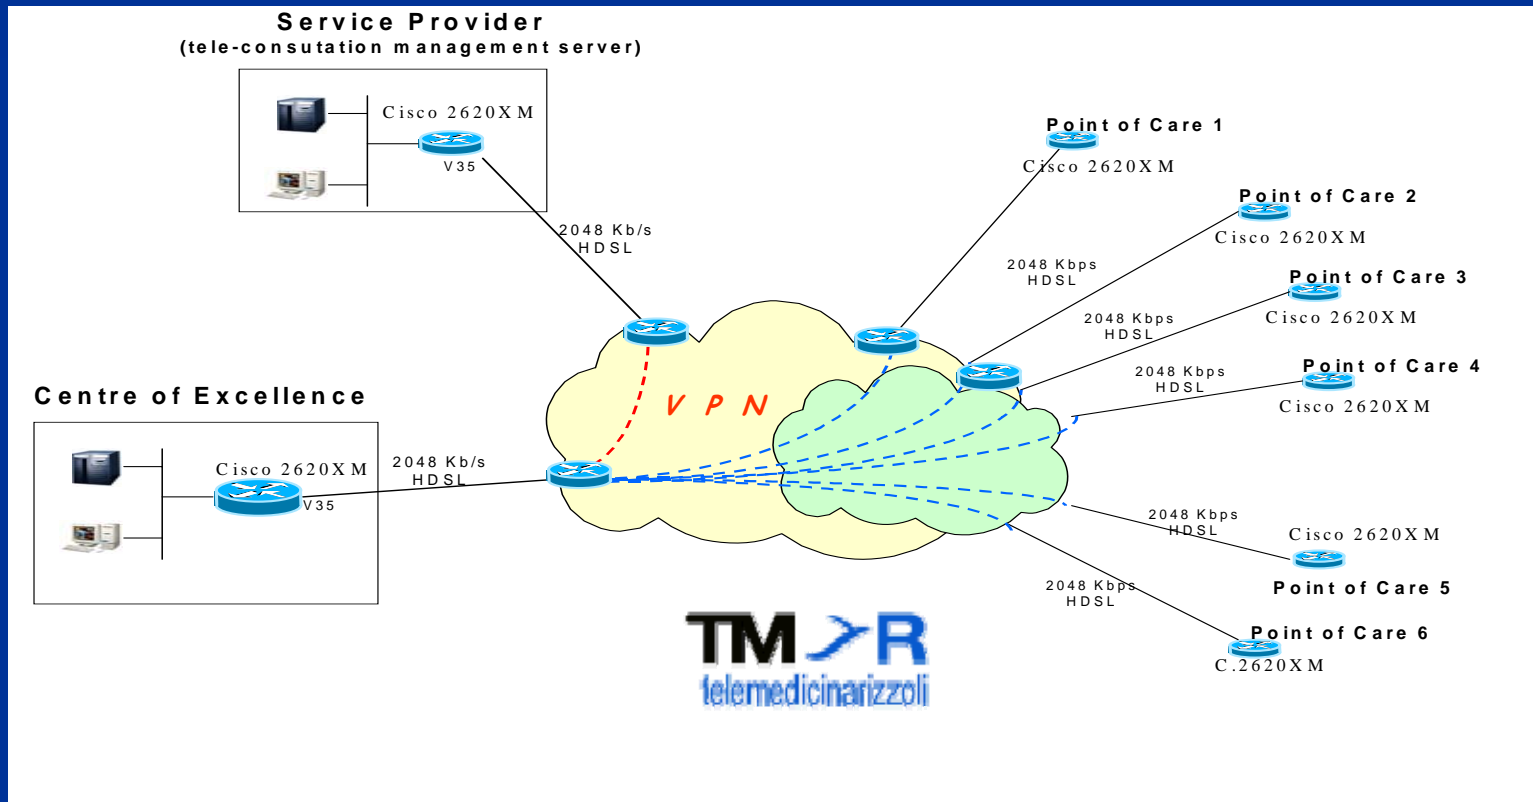 Service Provider
(tele-consutation management server)
Cisco 2620XM
V35
2048 Kb/s
HDSL
Point of Care 1
Cisco 2620XM
Point of Care 2
Cisco 2620XM
2048 Kbps
HDSL
Point of Care 3
Cisco 2620XM
2048 Kbps
HDSL
Point of Care 4
Cisco 2620XM
2048 Kbps
HDSL
VPN
Centre of Excellence
Cisco 2620XM
V35
2048 Kb/s
HDSL
2048 Kbps
HDSL
Cisco 2620XM
Point of Care 5
2048 Kbps
HDSL
Point of Care 6
C.2620XM
TM R
telemedicinarizzoli